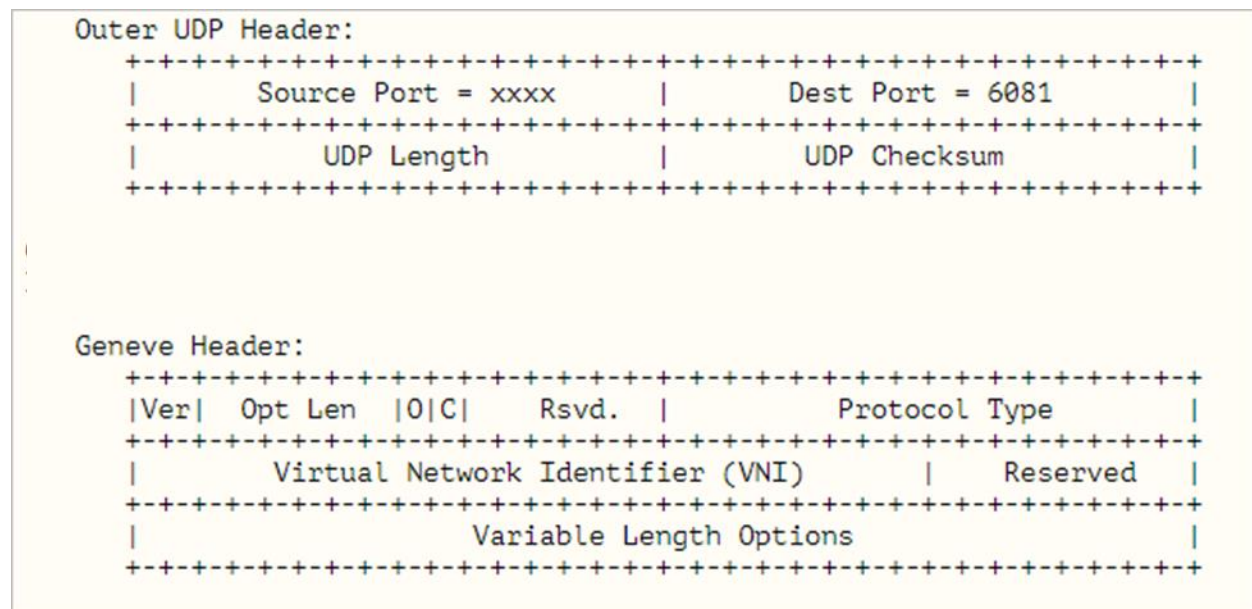 Outer UDP Header:
+-+-+-+-+-+-+-+-+-+-+-+-+-+-+-+-+-+-+-+-+-+-+-+-+-+-+-+-+-+-+-+-+
|       Source Port = xxxx      |       Dest Port = 6081        |
+-+-+-+-+-+-+-+-+-+-+-+-+-+-+-+-+-+-+-+-+-+-+-+-+-+-+-+-+-+-+-+-+
|           UDP Length          |        UDP Checksum           |
+-+-+-+-+-+-+-+-+-+-+-+-+-+-+-+-+-+-+-+-+-+-+-+-+-+-+-+-+-+-+-+-+
Geneve Header:
+-+-+-+-+-+-+-+-+-+-+-+-+-+-+-+-+-+-+-+-+-+-+-+-+-+-+-+-+-+-+-+-+
|Ver|  Opt Len  |O|C|    Rsvd.  |          Protocol Type        |
+-+-+-+-+-+-+-+-+-+-+-+-+-+-+-+-+-+-+-+-+-+-+-+-+-+-+-+-+-+-+-+-+
|        Virtual Network Identifier (VNI)       |    Reserved   |
+-+-+-+-+-+-+-+-+-+-+-+-+-+-+-+-+-+-+-+-+-+-+-+-+-+-+-+-+-+-+-+-+
|                    Variable Length Options                    |
+-+-+-+-+-+-+-+-+-+-+-+-+-+-+-+-+-+-+-+-+-+-+-+-+-+-+-+-+-+-+-+-+